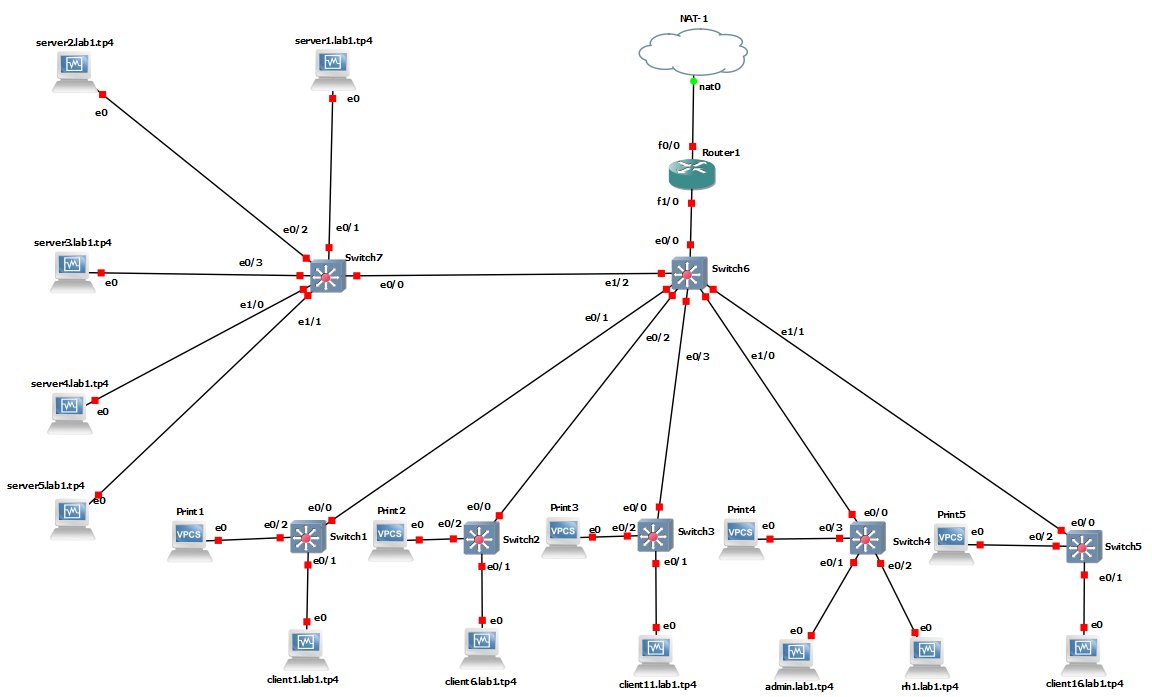 NAT-1
nat0
server2.lab1.tp4
e0
server1.lab1.tp4
e0
f0/0
Router1
f1/0
e0/0
Switch6
e0/2
e0/1
server3.lab1.tp4
e0
e0/3
Switch7
e0/0
e1/2
e1/0
e1/1
e0/1
e0/2
e0/3
e1/0
e1/1
server4.lab1.tp4
e0
server5.lab1.tp4
e0
Print1
VPCS
e0
e0/2
e0/0
Switch1
e0/1
e0
client1.lab1.tp4
Print2
VPCS
e0
e0/2
e0/0
Switch2
e0/1
e0
client6.lab1.tp4
Print3
VPCS
e0
e0/2
e0/0
Switch3
e0/1
e0
client11.lab1.tp4
Print4
VPCS
e0
e0/3
e0/0
Switch4
e0/1
e0/2
e0
e0
admin.lab1.tp4
rh1.lab1.tp4
Print5
VPCS
e0
e0/2
e0/0
Switch5
e0/1
e0
client16.lab1.tp4